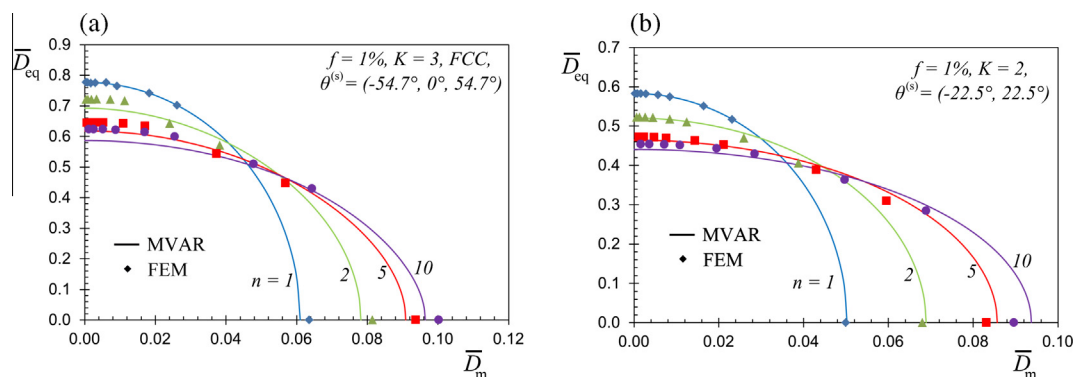 (a)
D̅eq
0.9
0.8
0.7
0.6
0.5
0.4
0.3
0.2
0.1
0.0
f = 1%, K = 3, FCC,
θ(s) = (-54.7°, 0°, 54.7°)
MVAR
FEM
n = 1
2
5
10
0.00 0.02 0.04 0.06 0.08 0.10 0.12
D̅m
(b)
D̅eq
0.7
0.6
0.5
0.4
0.3
0.2
0.1
0.0
f = 1%, K = 2,
θ(s) = (-22.5°, 22.5°)
MVAR
FEM
n = 1
2
5
10
0.00 0.02 0.04 0.06 0.08 0.10
D̅m